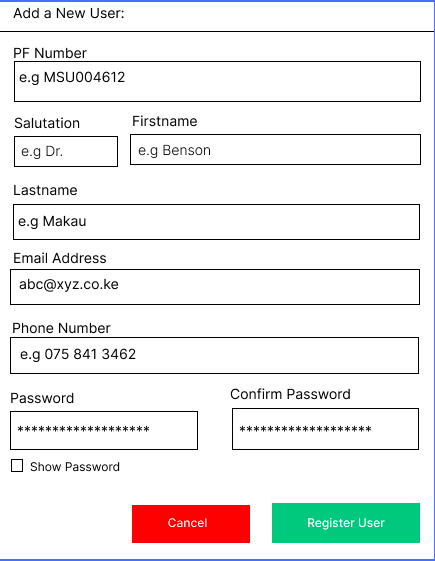 Add a New User:
PF Number
e.g MSU004612
Salutation Firstname
e.g Dr. e.g Benson
Lastname
e.g Makau
Email Address
abc@xyz.co.ke
Phone Number
e.g 075 841 3462
Password Confirm Password
******************* *******************
Show Password
Cancel Register User